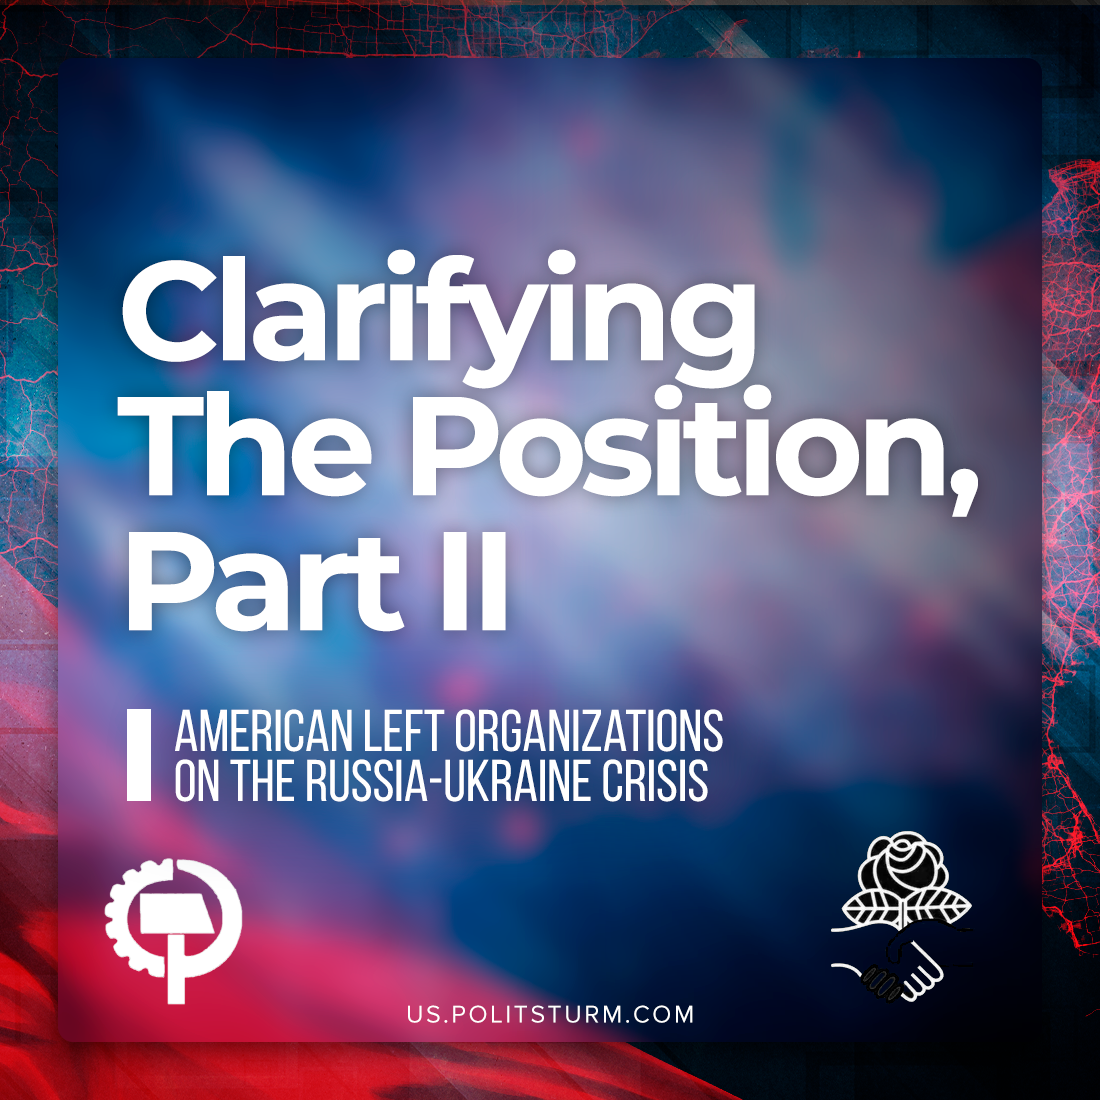 Clarifying
The Position,
Part II
AMERICAN LEFT ORGANIZATIONS
ON THE RUSSIA-UKRAINE CRISIS
US.POLITSTURM.COM